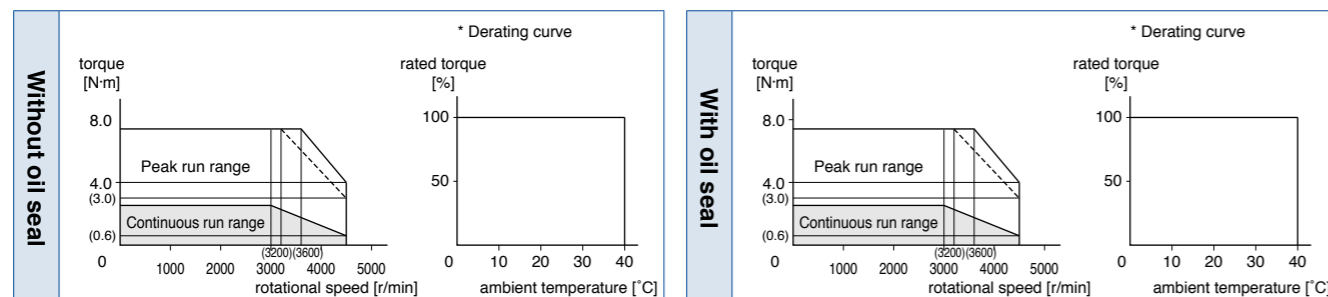 Without oil seal
* Derating curve
torque
[N·m]
rated torque
[%]
8.0
4.0
(3.0)
(0.6)
0
Peak run range
Continuous run range
(3200)(3600)
1000 2000 3000 4000 5000
rotational speed [r/min]
100
50
0 10 20 30 40
ambient temperature [˚C]
With oil seal
* Derating curve
torque
[N·m]
rated torque
[%]
8.0
4.0
(3.0)
(0.6)
0
Peak run range
Continuous run range
(3200)(3600)
1000 2000 3000 4000 5000
rotational speed [r/min]
100
50
0 10 20 30 40
ambient temperature [˚C]